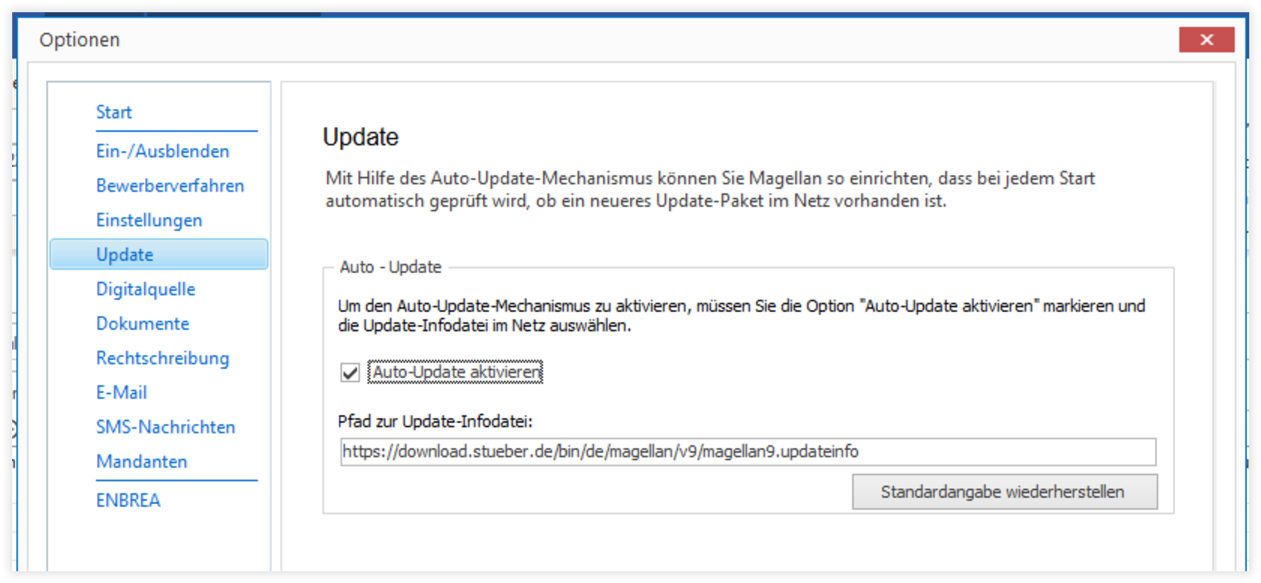 Optionen
Start
Ein-/Ausblenden
Bewerberverfahren
Einstellungen
Update
Digitalquelle
Dokumente
Rechtschreibung
E-Mail
SMS-Nachrichten
Mandanten
ENBREA
Update
Mit Hilfe des Auto-Update-Mechanismus können Sie Magellan so einrichten, dass bei jedem Start
automatisch geprüft wird, ob ein neueres Update-Paket im Netz vorhanden ist.
Auto - Update
Um den Auto-Update-Mechanismus zu aktivieren, müssen Sie die Option "Auto-Update aktivieren" markieren und
die Update-Infodatei im Netz auswählen.
Auto-Update aktivieren
Pfad zur Update-Infodatei:
https://download.stueber.de/bin/de/magellan/v9/magellan9.updateinfo
Standardangabe wiederherstellen